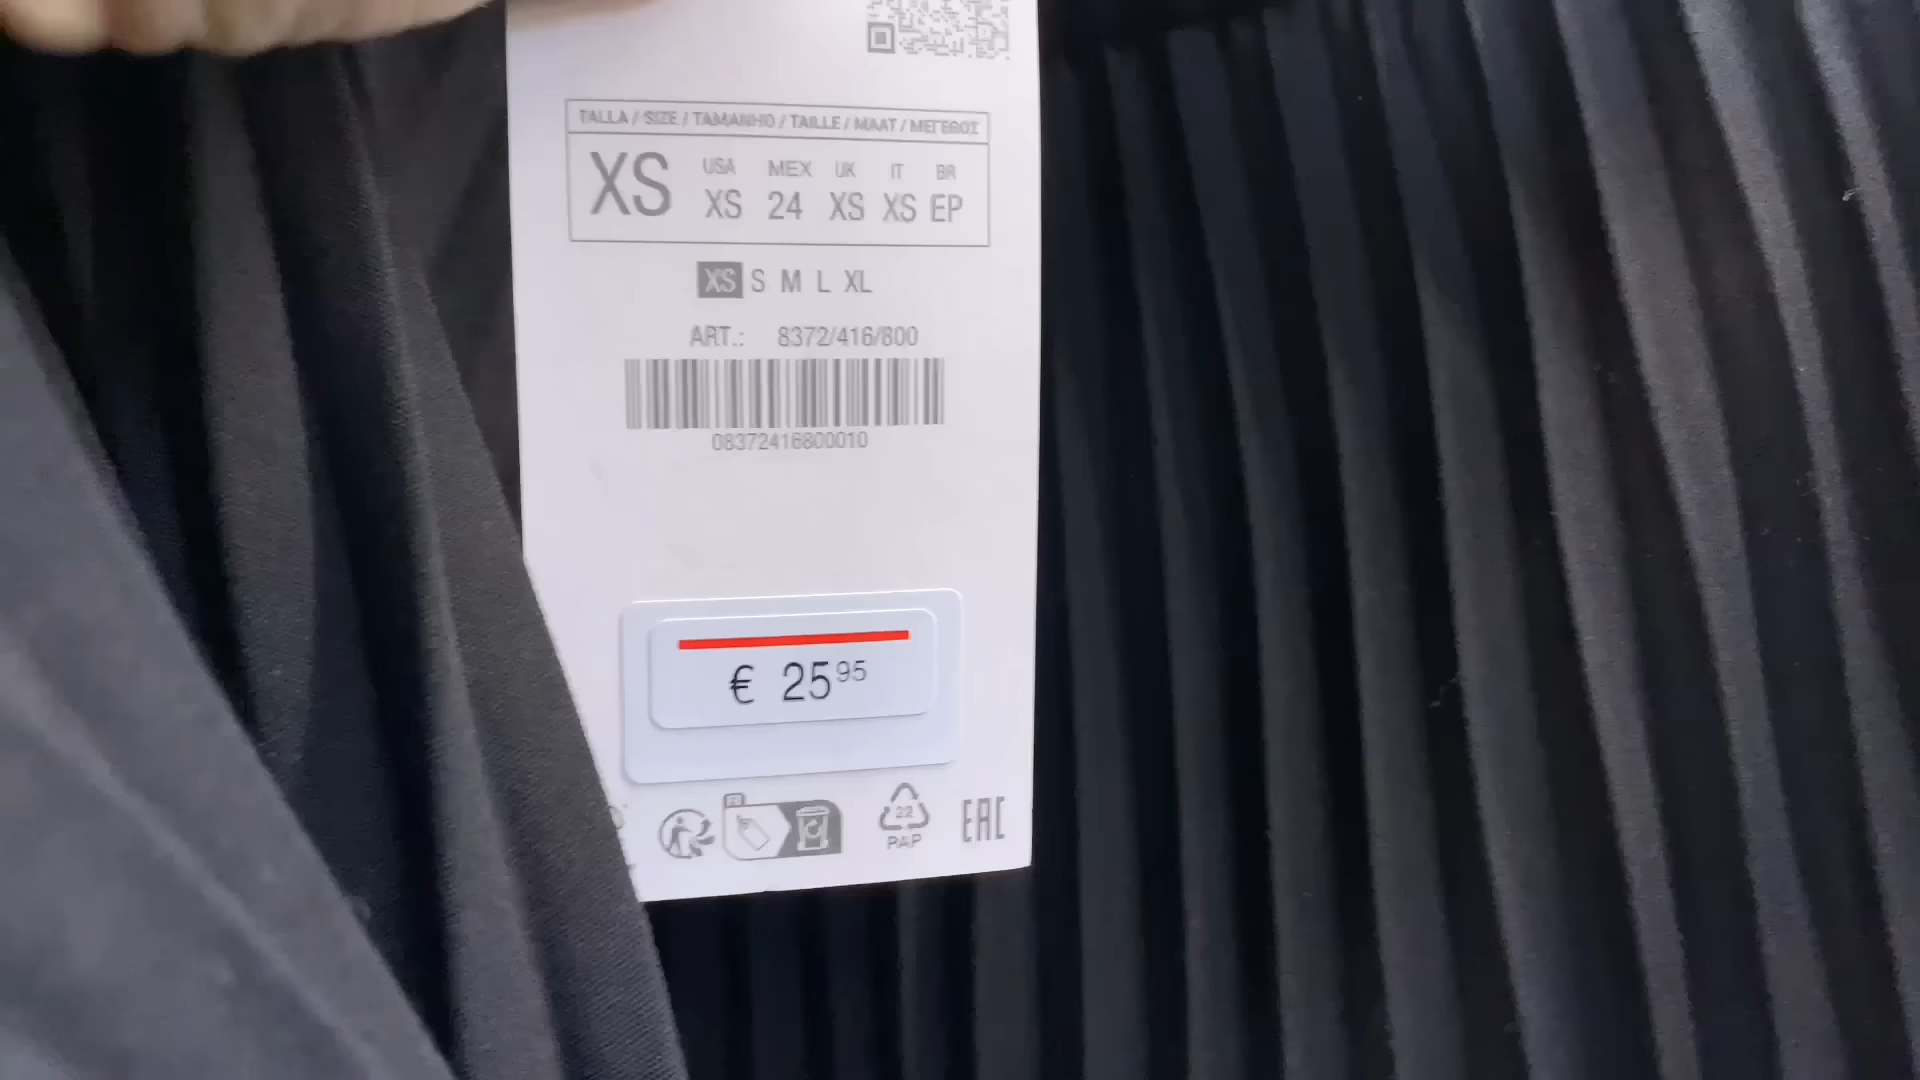 TALLA / SIZE / TAMANHO / TAILLE / MAAT / ΜΕΓΕΘΟΣ
XS USA MEX UK IT BR
XS 24 XS XS EP
XS S M L XL
ART.: 8372/416/800
08372416800010
€ 25 95
FR
22
PAP
EAC